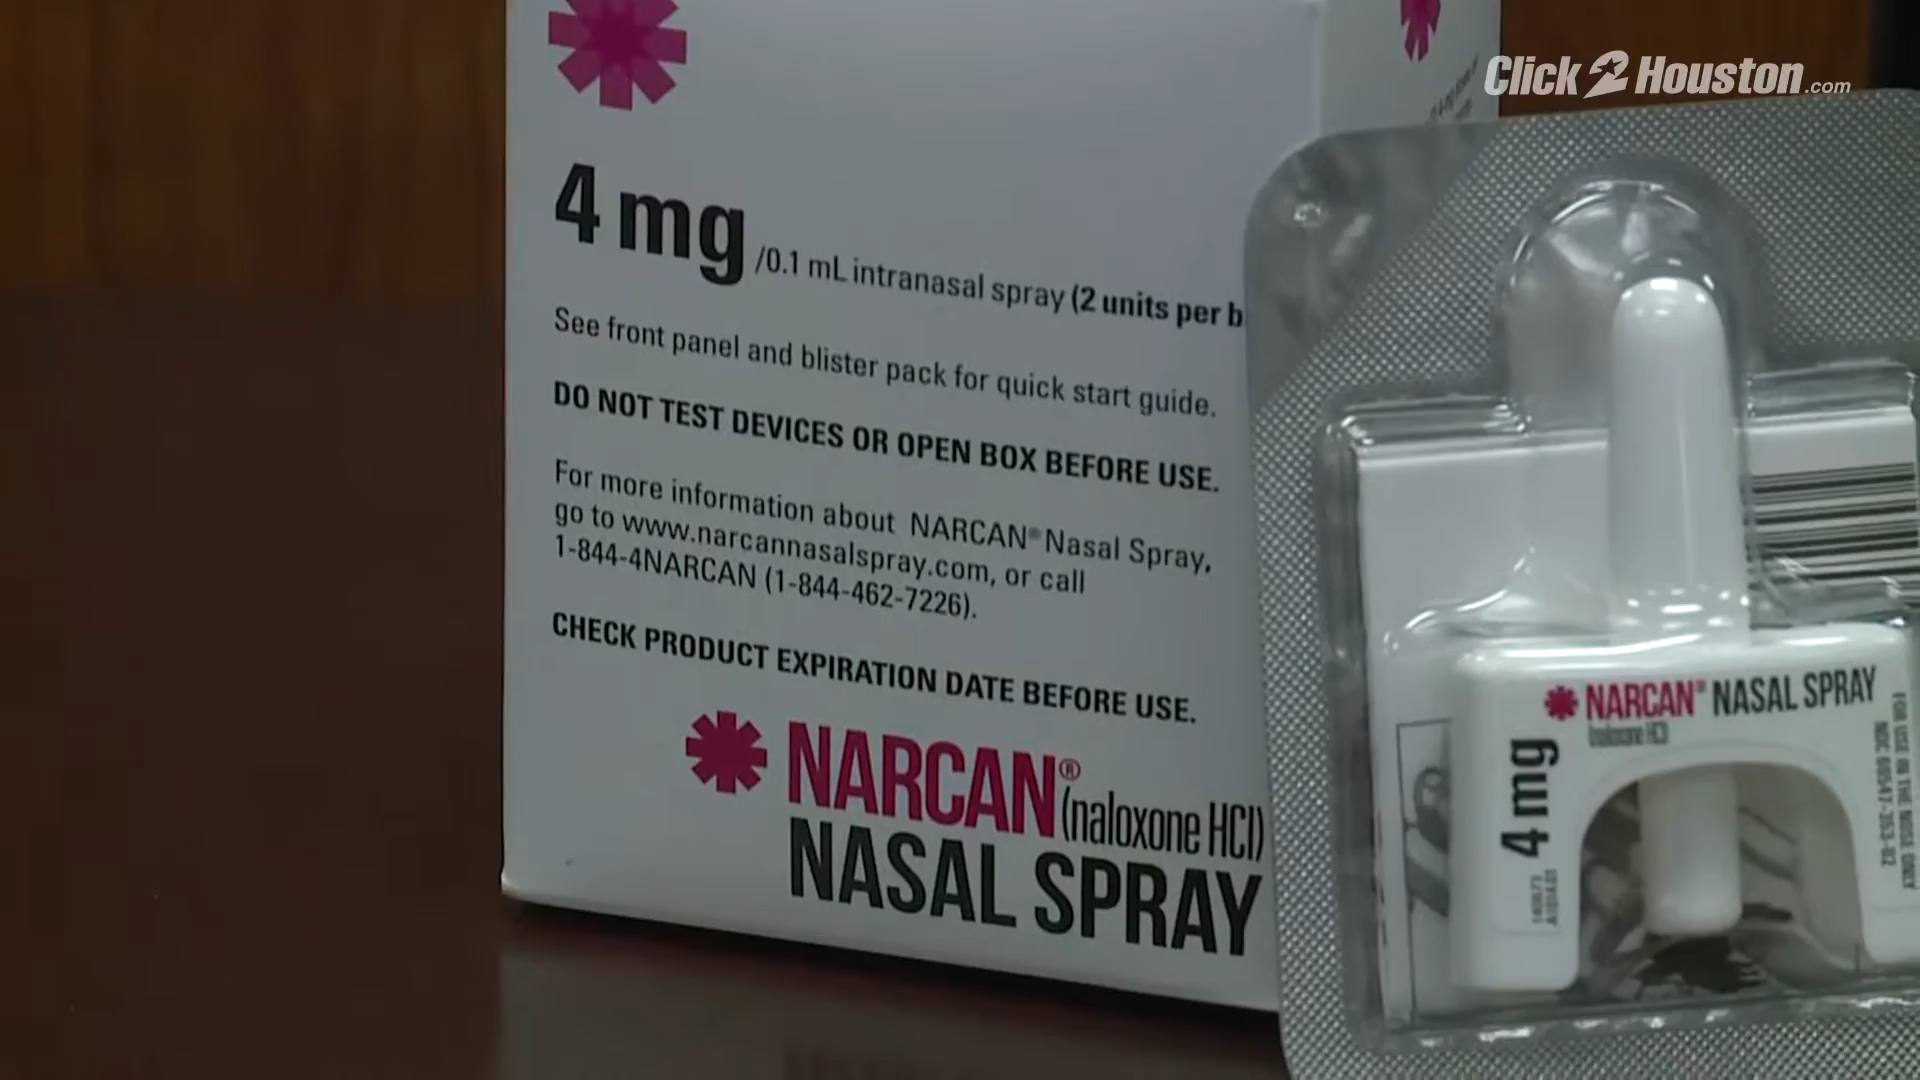 Click2Houston.com
4 mg /0.1 mL intranasal spray (2 units per b
See front panel and blister pack for quick start guide.
DO NOT TEST DEVICES OR OPEN BOX BEFORE USE.
For more information about NARCAN® Nasal Spray,
go to www.narcannasalspray.com, or call
1-844-4NARCAN (1-844-462-7226).
CHECK PRODUCT EXPIRATION DATE BEFORE USE.
NARCAN® (naloxone HCl)
NASAL SPRAY
NARCAN® NASAL SPRAY
(naloxone HCl)
4 mg
FOR USE IN THE NOSE ONLY
NDC 69547-353-02